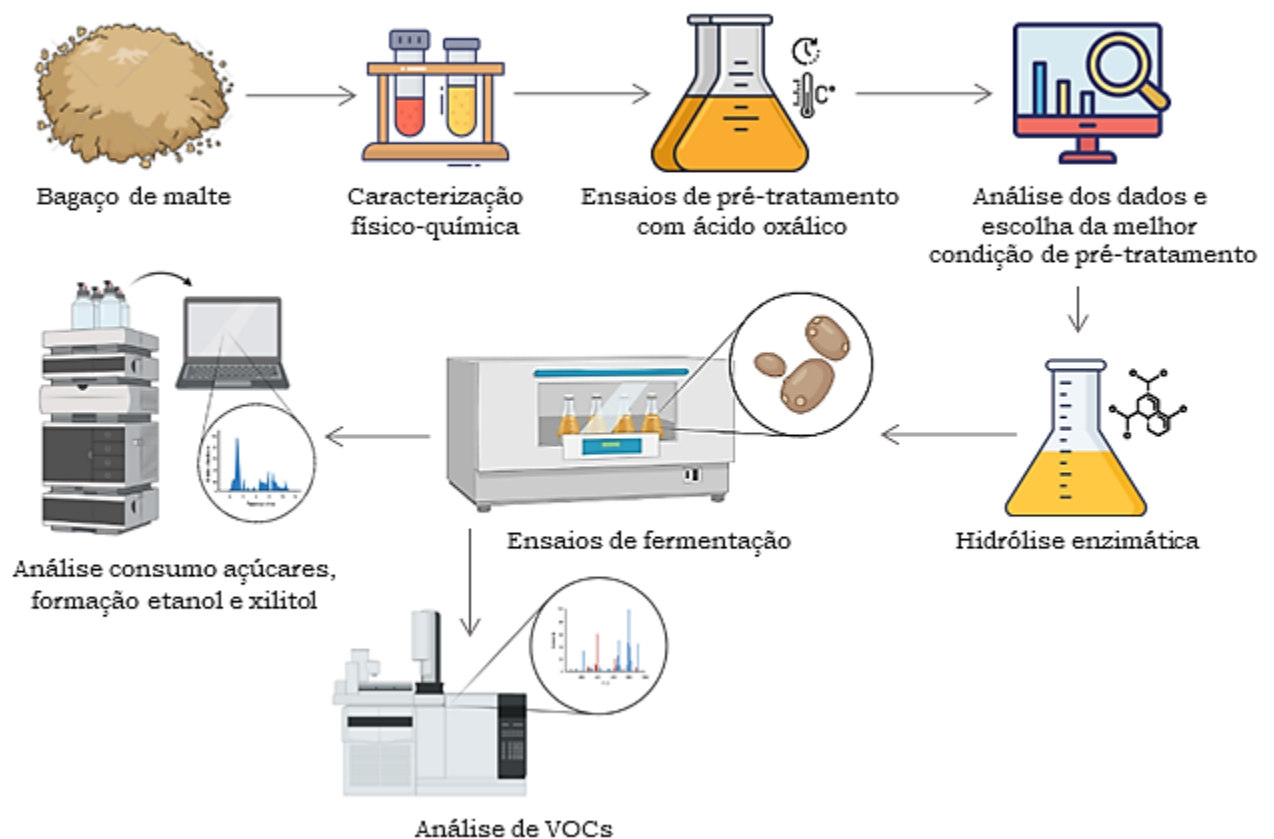 Bagaço de malte
Caracterização
físico-química
Ensaios de pré-tratamento
com ácido oxálico
C°
Análise dos dados e
escolha da melhor
condição de pré-tratamento
Hidrólise enzimática
Ensaios de fermentação
Análise consumo açúcares,
formação etanol e xilitol
Análise de VOCs